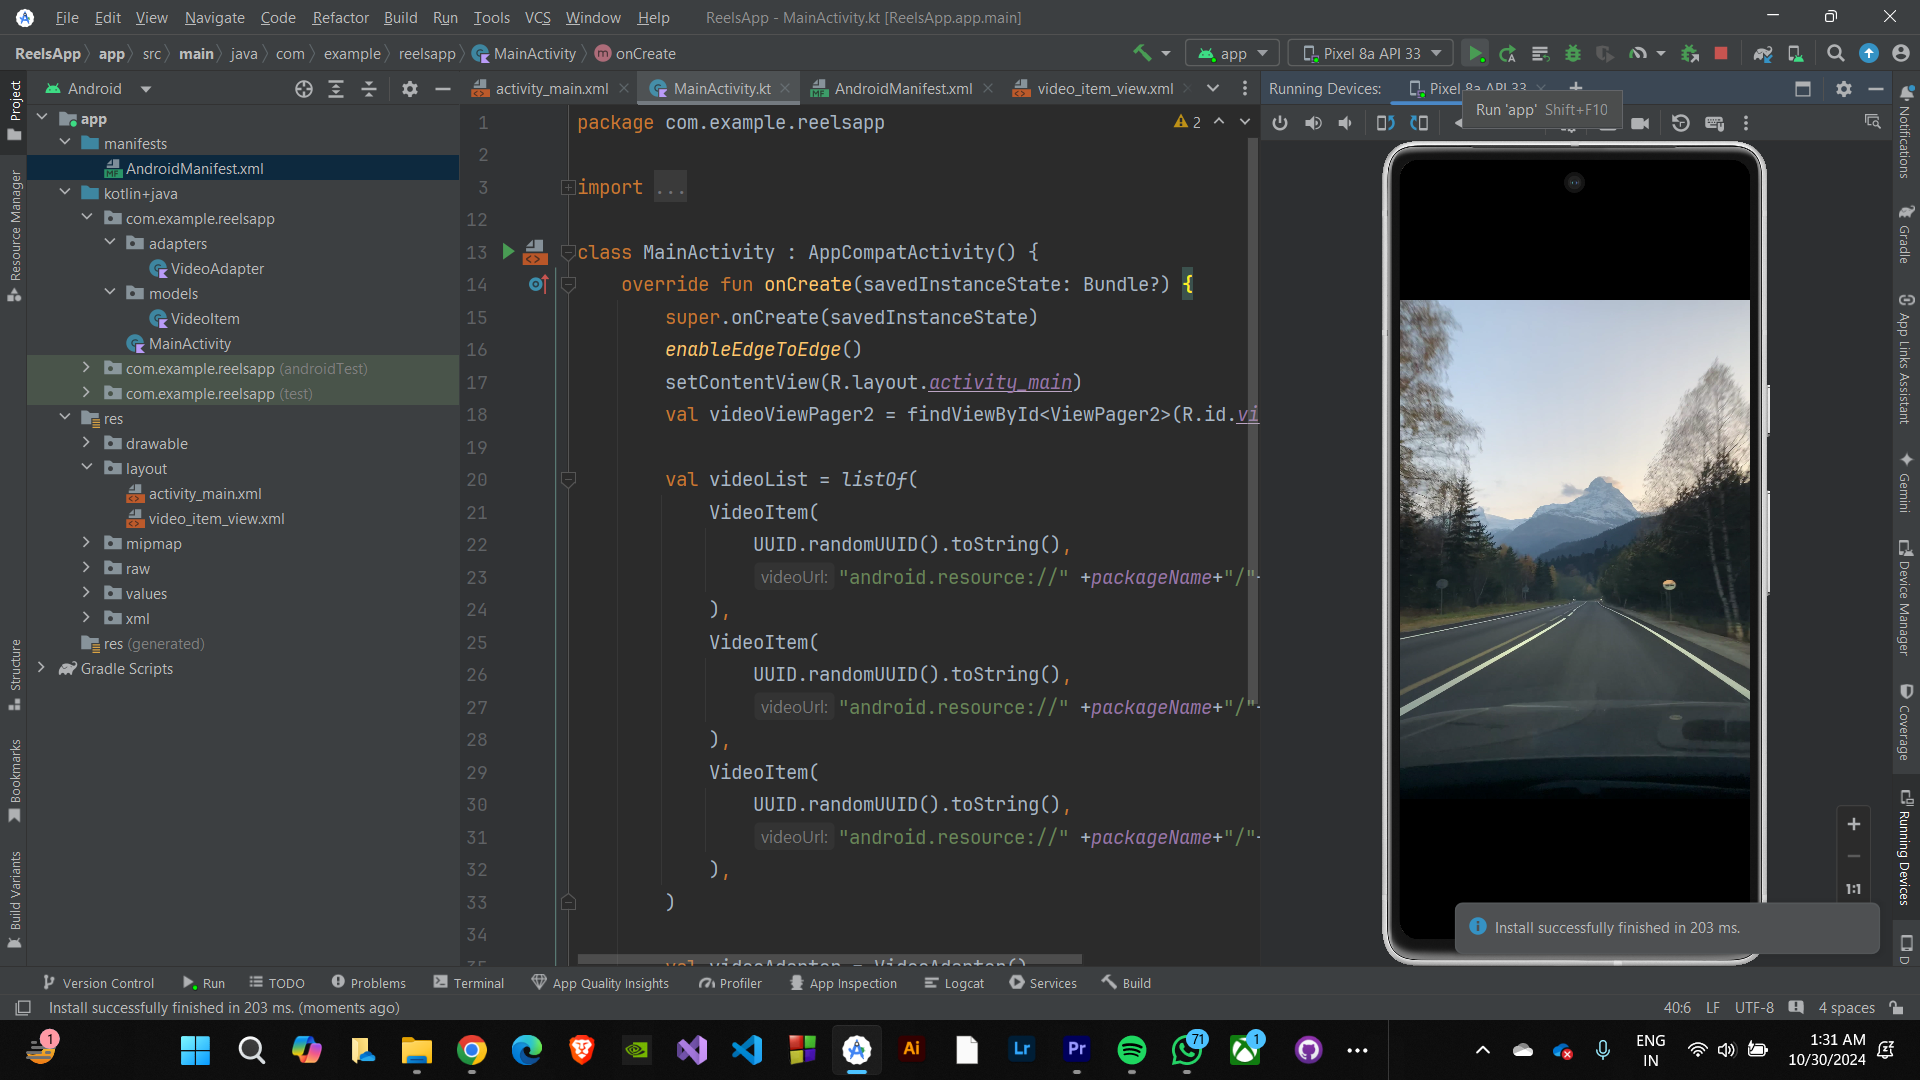 File Edit View Navigate Code Refactor Build Run Tools VCS Window Help ReelsApp - MainActivity.kt [ReelsApp.app.main]
ReelsApp app src main java com example reelsapp MainActivity onCreate
app Pixel 8a API 33
Android
activity_main.xml MainActivity.kt AndroidManifest.xml video_item_view.xml
Running Devices: Pixel 8a API 33
Run 'app' Shift+F10
Project
Resource Manager
Structure
Bookmarks
Build Variants
app
manifests
AndroidManifest.xml
kotlin+java
com.example.reelsapp
adapters
VideoAdapter
models
VideoItem
MainActivity
com.example.reelsapp (androidTest)
com.example.reelsapp (test)
res
drawable
layout
activity_main.xml
video_item_view.xml
mipmap
raw
values
xml
res (generated)
Gradle Scripts
2
1 package com.example.reelsapp
2
3 import ...
12
13 class MainActivity : AppCompatActivity() {
14 override fun onCreate(savedInstanceState: Bundle?) {
15 super.onCreate(savedInstanceState)
16 enableEdgeToEdge()
17 setContentView(R.layout.activity_main)
18 val videoViewPager2 = findViewById<ViewPager2>(R.id.vi
19
20 val videoList = listOf(
21 VideoItem(
22 UUID.randomUUID().toString(),
23 videoUrl: "android.resource://" +packageName+"/"+
24 ),
25 VideoItem(
26 UUID.randomUUID().toString(),
27 videoUrl: "android.resource://" +packageName+"/"+
28 ),
29 VideoItem(
30 UUID.randomUUID().toString(),
31 videoUrl: "android.resource://" +packageName+"/"+
32 ),
33 )
34
35 val videoAdapter = VideoAdapter()
1:1
Install successfully finished in 203 ms.
Notifications
Gradle
App Links Assistant
Gemini
Device Manager
Coverage
Running Devices
D
Version Control Run TODO Problems Terminal App Quality Insights Profiler App Inspection Logcat Services Build
Install successfully finished in 203 ms. (moments ago) 40:6 LF UTF-8 4 spaces
1
Ai
Lr
Pr
71
1
ENG
IN
1:31 AM
10/30/2024